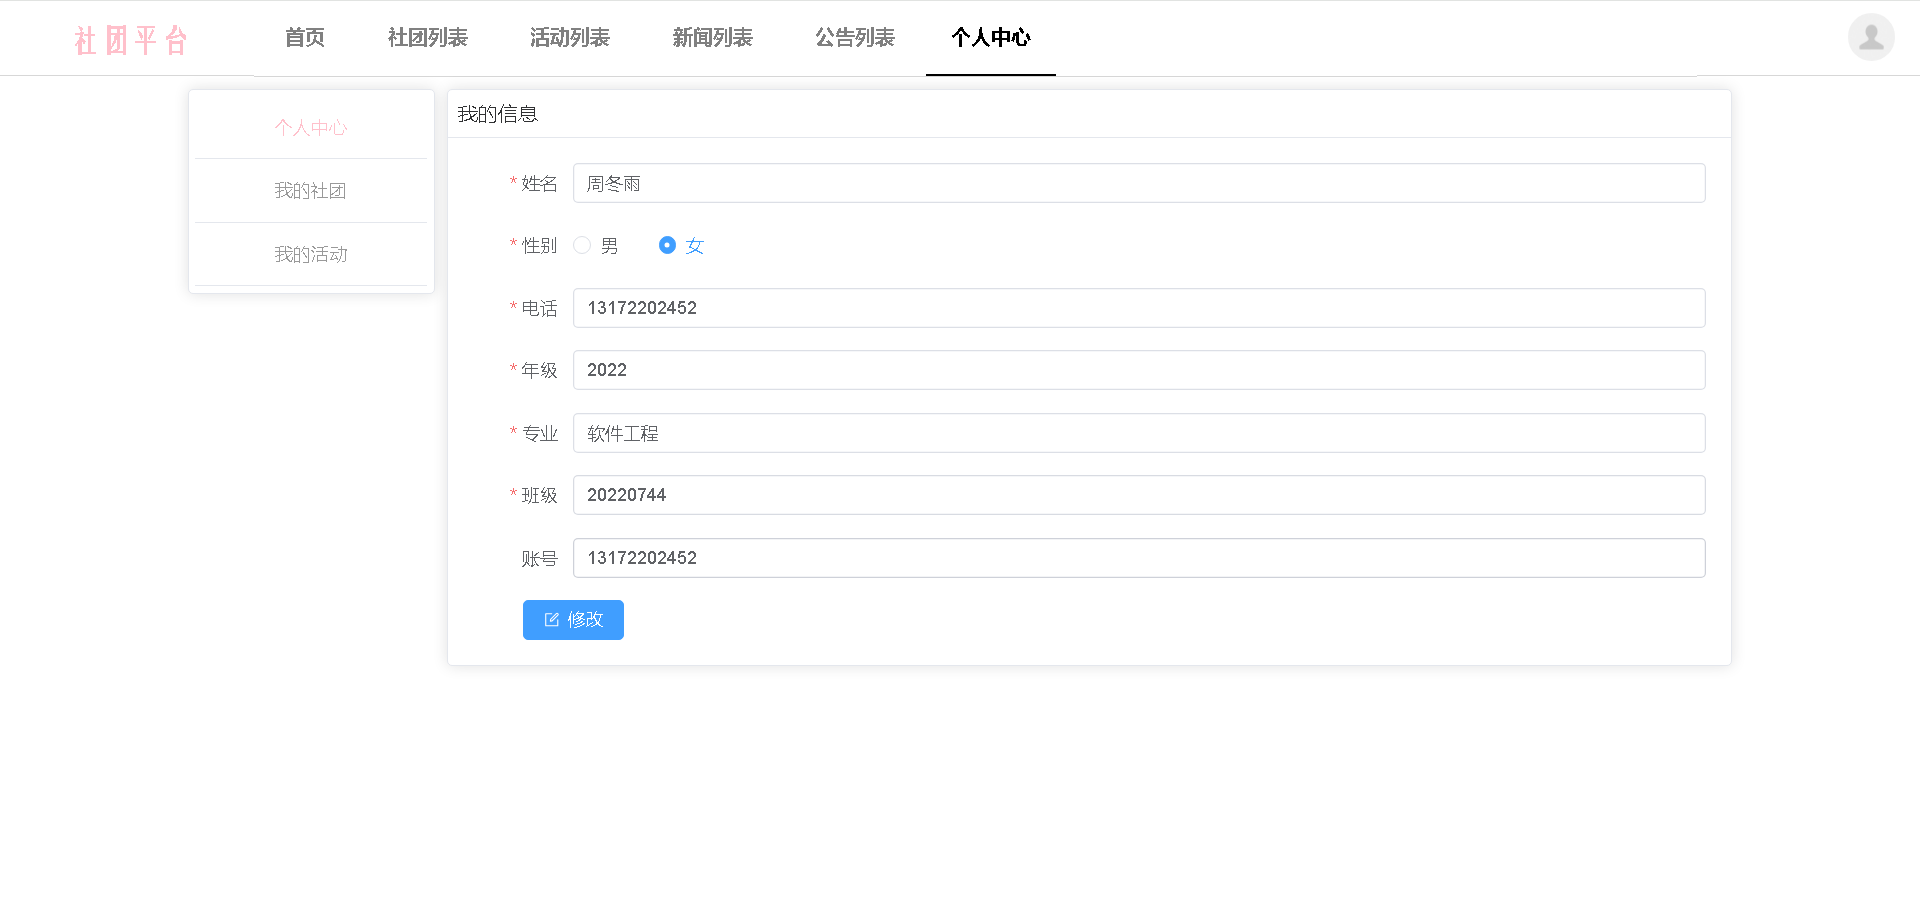 社团平台 首页 社团列表 活动列表 新闻列表 公告列表 个人中心
个人中心
我的社团
我的活动
我的信息
*姓名 周冬雨
*性别 男 女
*电话 13172202452
*年级 2022
*专业 软件工程
*班级 20220744
账号 13172202452
修改